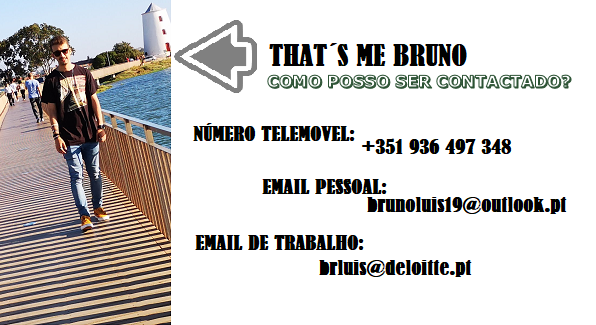 THAT´S ME BRUNO
COMO POSSO SER CONTACTADO?
NÚMERO TELEMOVEL:
+351 936 497 348
EMAIL PESSOAL:
brunoluis19@outlook.pt
EMAIL DE TRABALHO:
brluis@deloitte.pt